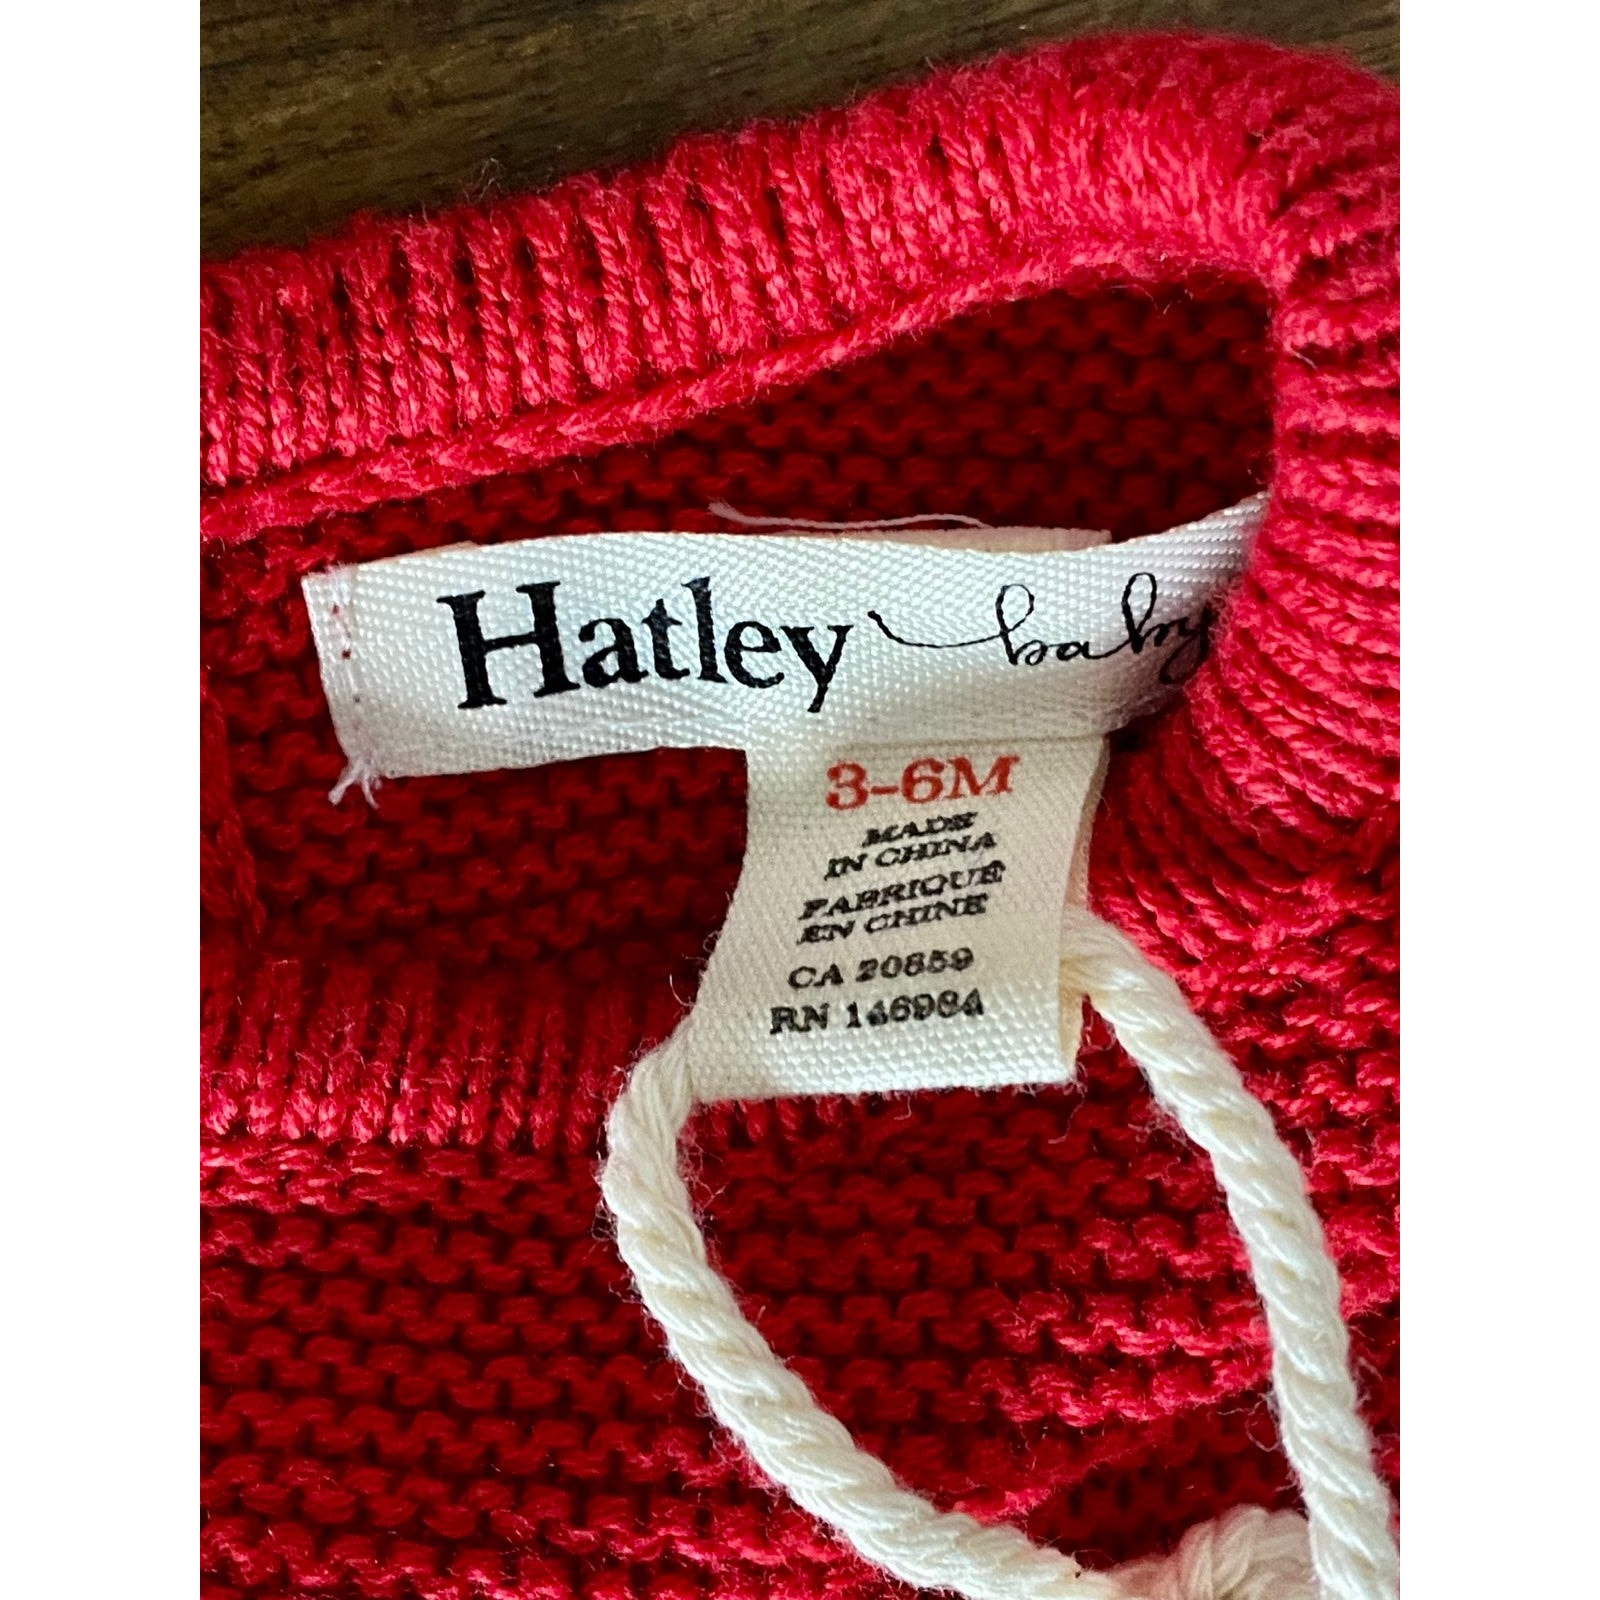 Hatley baby
3-6M
MADE
IN CHINA
FABRIQUÉ
EN CHINE
CA 20859
RN 146984